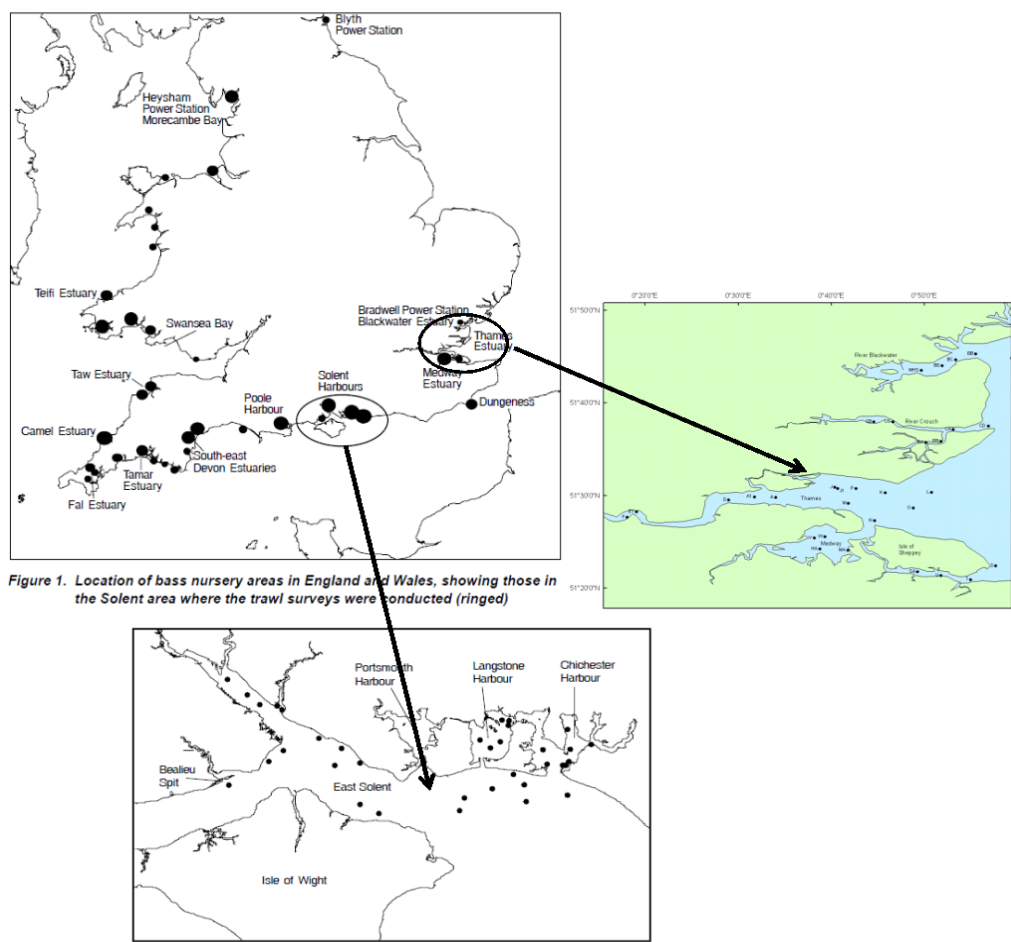 Blyth
Power Station
Heysham
Power Station
Morecambe Bay
Teifi Estuary
Swansea Bay
Bradwell Power Station
Blackwater Estuary
Thames
Estuary
Medway
Estuary
Taw Estuary
Solent
Harbours
Poole
Harbour
Dungeness
Camel Estuary
South-east
Devon Estuaries
Tamar
Estuary
Fal Estuary
Figure 1. Location of bass nursery areas in England and Wales, showing those in
the Solent area where the trawl surveys were conducted (ringed)
0°20'0"E 0°30'0"E 0°40'0"E 0°50'0"E
51°50'0"N
River Blackwater
51°40'0"N
River Crouch
51°30'0"N
Thames
Medway
Isle of
Sheppey
51°20'0"N
Portsmouth
Harbour
Langstone
Harbour
Chichester
Harbour
Bealieu
Spit
East Solent
Isle of Wight